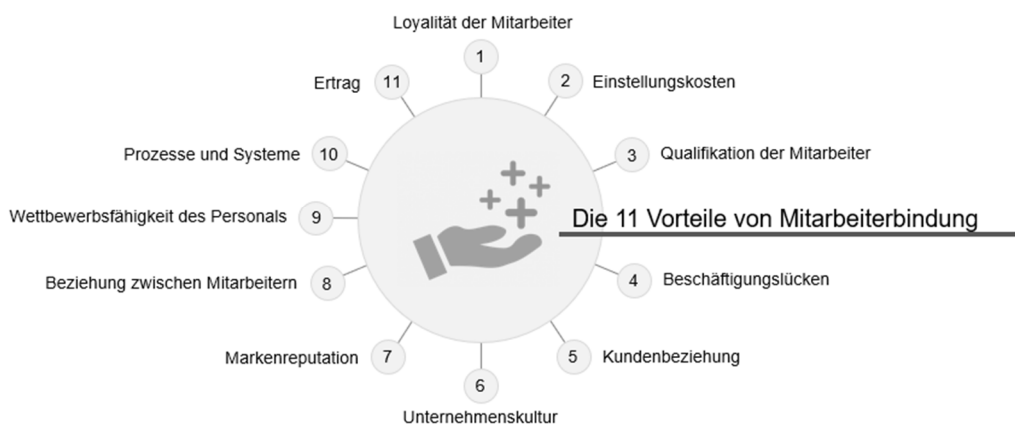 Die 11 Vorteile von Mitarbeiterbindung
1 Loyalität der Mitarbeiter
2 Einstellungskosten
3 Qualifikation der Mitarbeiter
4 Beschäftigungslücken
5 Kundenbeziehung
6 Unternehmenskultur
7 Markenreputation
8 Beziehung zwischen Mitarbeitern
9 Wettbewerbsfähigkeit des Personals
10 Prozesse und Systeme
11 Ertrag